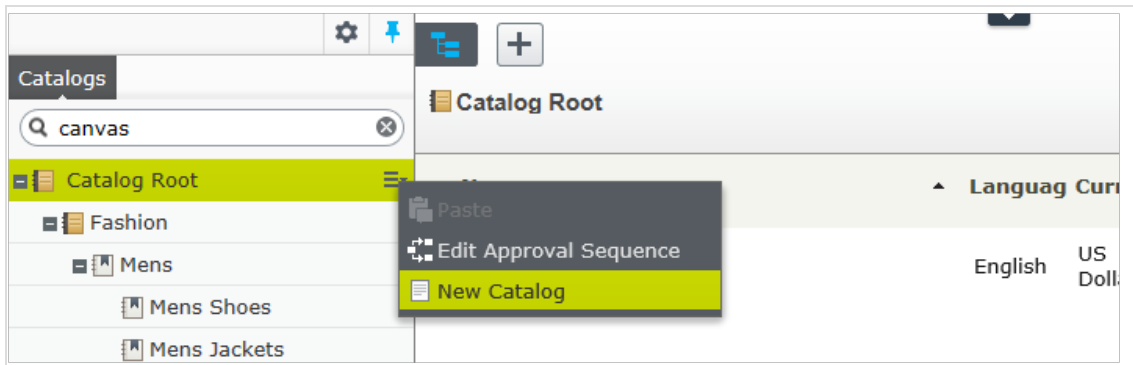 Catalogs
canvas
Catalog Root
Catalog Root
Fashion
Mens
Mens Shoes
Mens Jackets
Paste
Edit Approval Sequence
New Catalog
Languag Curr
English
US
Doll